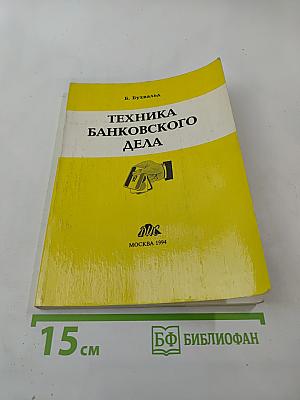 Б. Бухвальд
ТЕХНИКА
БАНКОВСКОГО
ДЕЛА
МОСКВА 1994
15 см
БФ БИБЛИОФАН